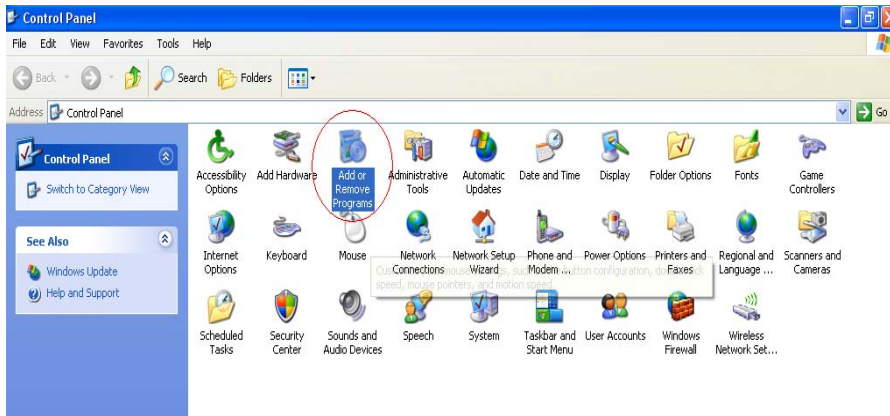 Control Panel
File Edit View Favorites Tools Help
Back Search Folders
Address Control Panel Go
Control Panel
Switch to Category View
See Also
Windows Update
Help and Support
Accessibility Options
Add Hardware
Add or Remove Programs
Administrative Tools
Automatic Updates
Date and Time
Display
Folder Options
Fonts
Game Controllers
Internet Options
Keyboard
Mouse
Network Connections
Network Setup Wizard
Phone and Modem ...
Power Options
Printers and Faxes
Regional and Language ...
Scanners and Cameras
speed, mouse pointers, and motion speed.
Scheduled Tasks
Security Center
Sounds and Audio Devices
Speech
System
Taskbar and Start Menu
User Accounts
Windows Firewall
Wireless Network Set...